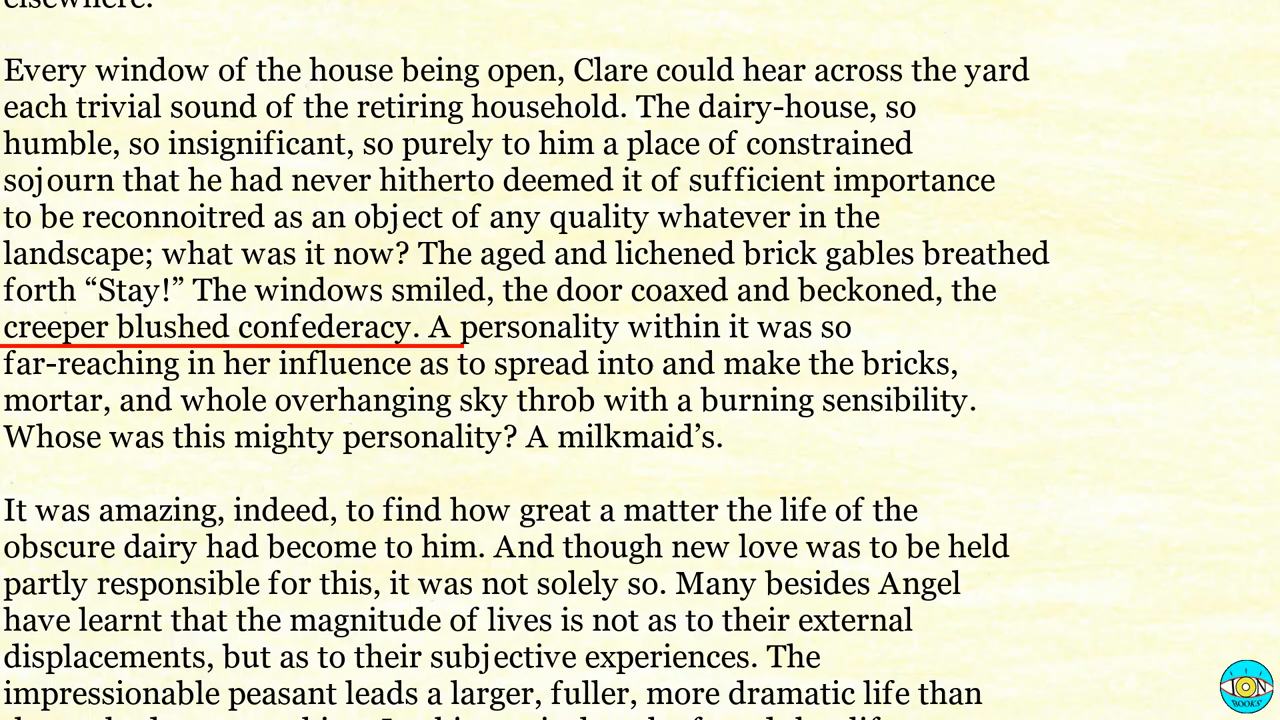 elsewhere.
Every window of the house being open, Clare could hear across the yard
each trivial sound of the retiring household. The dairy-house, so
humble, so insignificant, so purely to him a place of constrained
sojourn that he had never hitherto deemed it of sufficient importance
to be reconnoitred as an object of any quality whatever in the
landscape; what was it now? The aged and lichened brick gables breathed
forth “Stay!” The windows smiled, the door coaxed and beckoned, the
creeper blushed confederacy. A personality within it was so
far-reaching in her influence as to spread into and make the bricks,
mortar, and whole overhanging sky throb with a burning sensibility.
Whose was this mighty personality? A milkmaid’s.
It was amazing, indeed, to find how great a matter the life of the
obscure dairy had become to him. And though new love was to be held
partly responsible for this, it was not solely so. Many besides Angel
have learnt that the magnitude of lives is not as to their external
displacements, but as to their subjective experiences. The
impressionable peasant leads a larger, fuller, more dramatic life than
ION
BOOKS